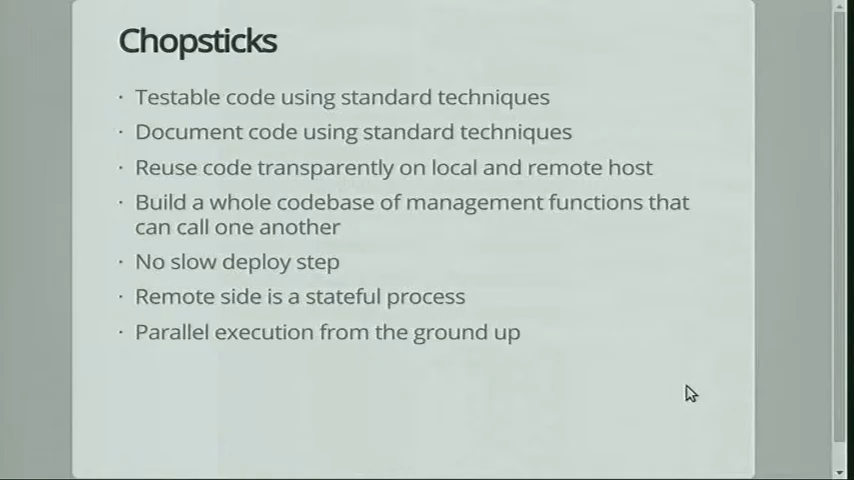 Chopsticks
· Testable code using standard techniques
· Document code using standard techniques
· Reuse code transparently on local and remote host
· Build a whole codebase of management functions that
can call one another
· No slow deploy step
· Remote side is a stateful process
· Parallel execution from the ground up